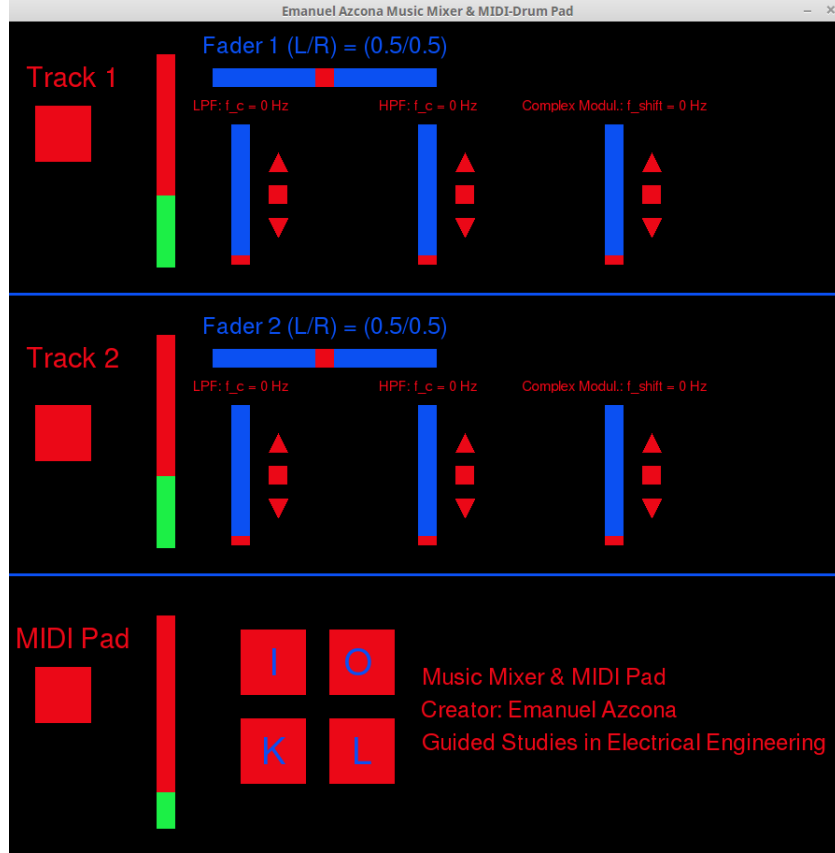 Emanuel Azcona Music Mixer & MIDI-Drum Pad
Track 1
Fader 1 (L/R) = (0.5/0.5)
LPF: f_c = 0 Hz
HPF: f_c = 0 Hz
Complex Modul.: f_shift = 0 Hz
Track 2
Fader 2 (L/R) = (0.5/0.5)
LPF: f_c = 0 Hz
HPF: f_c = 0 Hz
Complex Modul.: f_shift = 0 Hz
MIDI Pad
I
O
K
L
Music Mixer & MIDI Pad
Creator: Emanuel Azcona
Guided Studies in Electrical Engineering